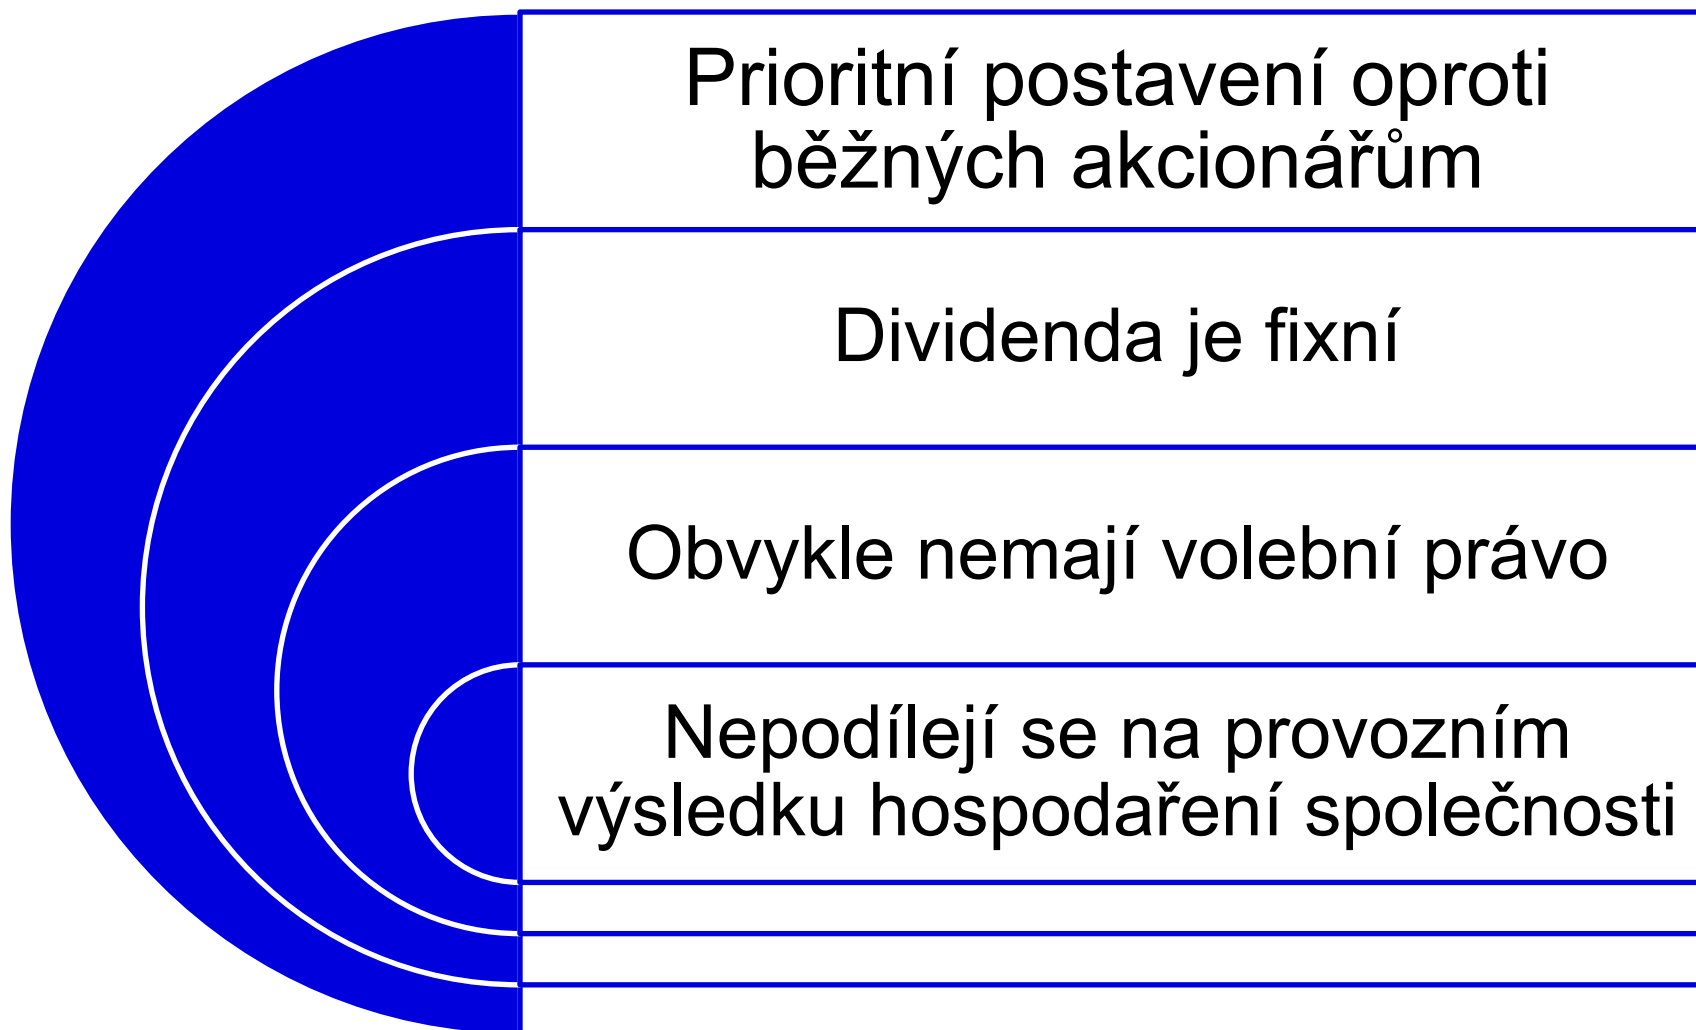 Prioritní postavení oproti
běžných akcionářům
Dividenda je fixní
Obvykle nemají volební právo
Nepodílejí se na provozním
výsledku hospodaření společnosti